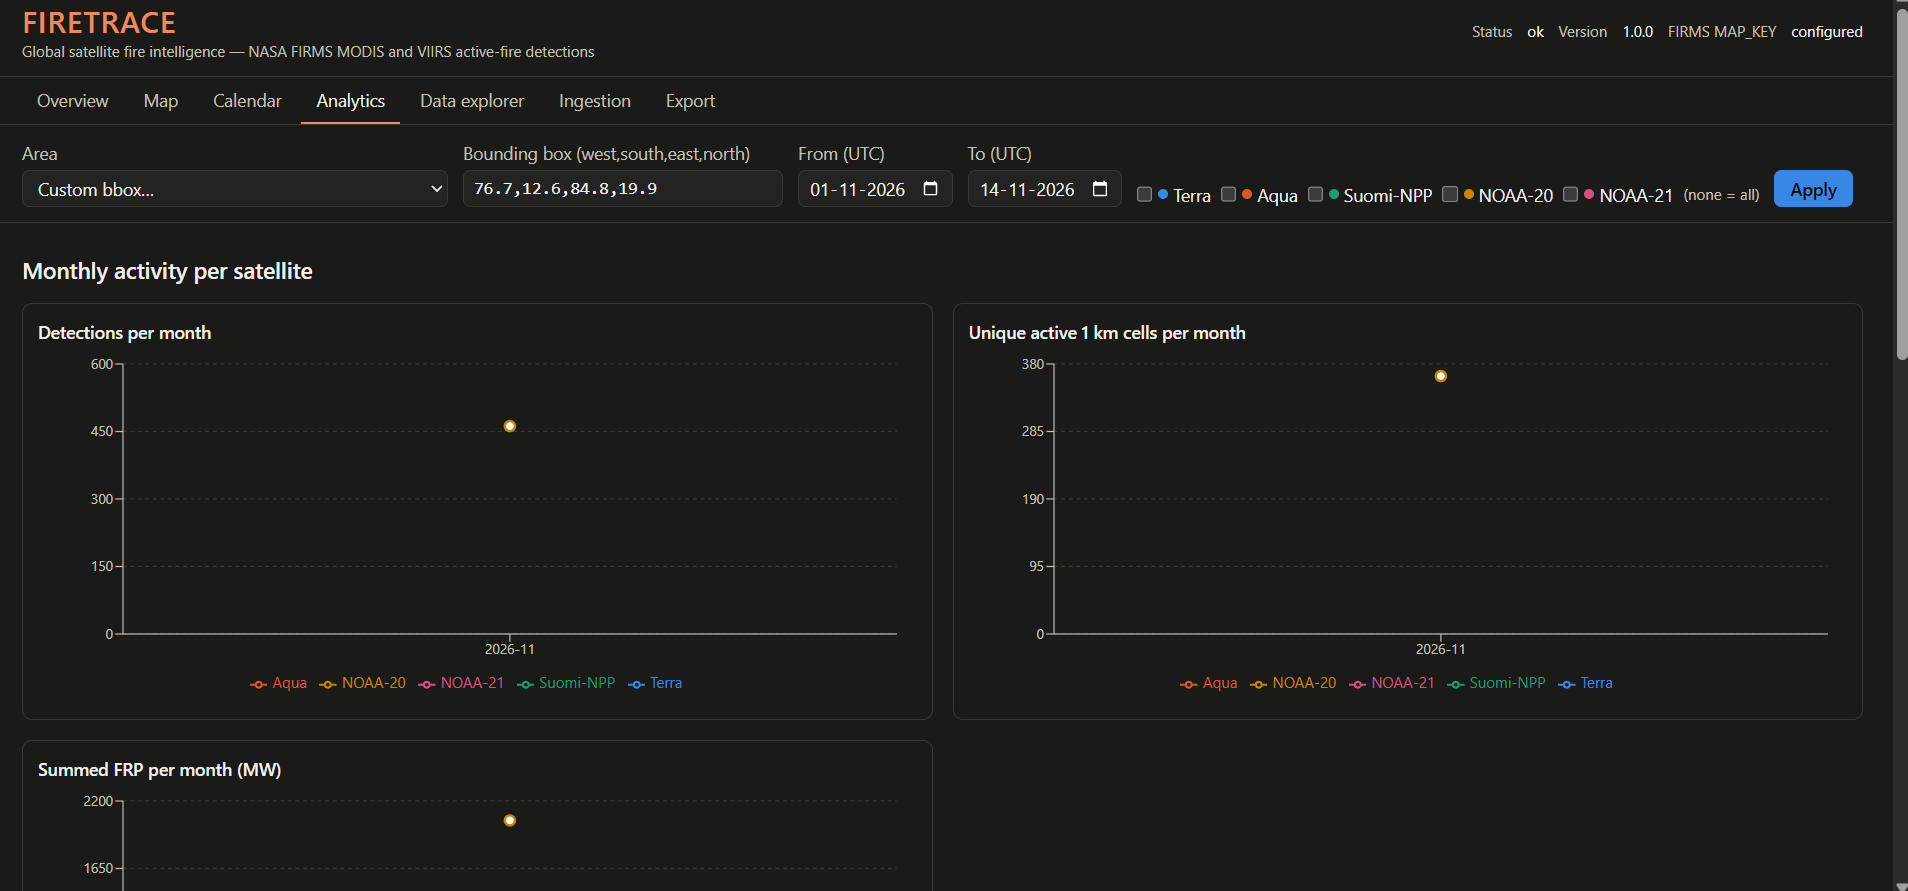 FIRETRACE
Global satellite fire intelligence — NASA FIRMS MODIS and VIIRS active-fire detections
Status ok Version 1.0.0 FIRMS MAP_KEY configured
Overview Map Calendar Analytics Data explorer Ingestion Export
Area
Custom bbox...
Bounding box (west,south,east,north)
76.7,12.6,84.8,19.9
From (UTC)
01-11-2026
To (UTC)
14-11-2026
Terra Aqua Suomi-NPP NOAA-20 NOAA-21 (none = all) Apply
Monthly activity per satellite
Detections per month
600
450
300
150
0
2026-11
Aqua NOAA-20 NOAA-21 Suomi-NPP Terra
Unique active 1 km cells per month
380
285
190
95
0
2026-11
Aqua NOAA-20 NOAA-21 Suomi-NPP Terra
Summed FRP per month (MW)
2200
1650